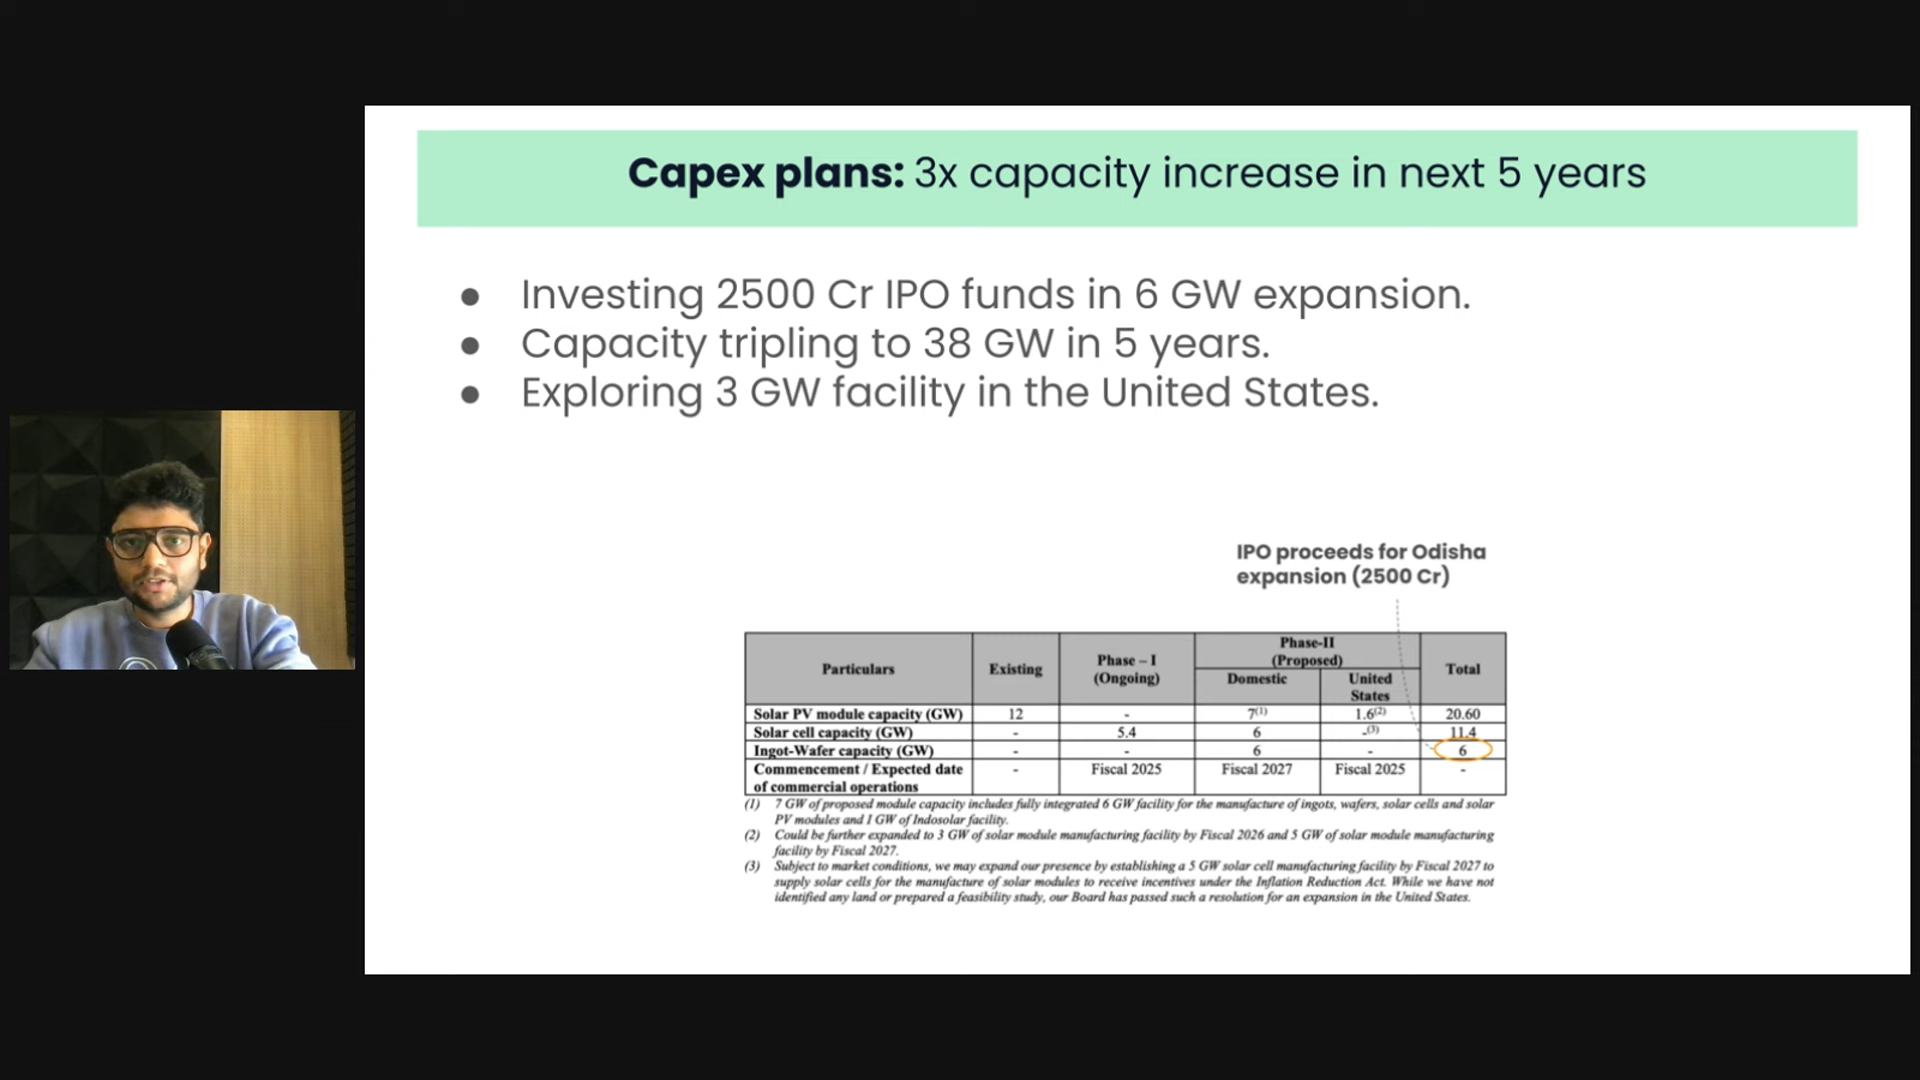 Capex plans: 3x capacity increase in next 5 years
● Investing 2500 Cr IPO funds in 6 GW expansion.
● Capacity tripling to 38 GW in 5 years.
● Exploring 3 GW facility in the United States.
IPO proceeds for Odisha
expansion (2500 Cr)
Particulars Existing Phase – I (Ongoing) Phase-II (Proposed) Total
Domestic United States
Solar PV module capacity (GW) 12 - 7(1) 1.6(2) 20.60
Solar cell capacity (GW) - 5.4 6 -(3) 11.4
Ingot-Wafer capacity (GW) - - 6 - 6
Commencement / Expected date of commercial operations - Fiscal 2025 Fiscal 2027 Fiscal 2025 -
(1) 7 GW of proposed module capacity includes fully integrated 6 GW facility for the manufacture of ingots, wafers, solar cells and solar
PV modules and 1 GW of Indosolar facility.
(2) Could be further expanded to 3 GW of solar module manufacturing facility by Fiscal 2026 and 5 GW of solar module manufacturing
facility by Fiscal 2027.
(3) Subject to market conditions, we may expand our presence by establishing a 5 GW solar cell manufacturing facility by Fiscal 2027 to
supply solar cells for the manufacture of solar modules to receive incentives under the Inflation Reduction Act. While we have not
identified any land or prepared a feasibility study, our Board has passed such a resolution for an expansion in the United States.